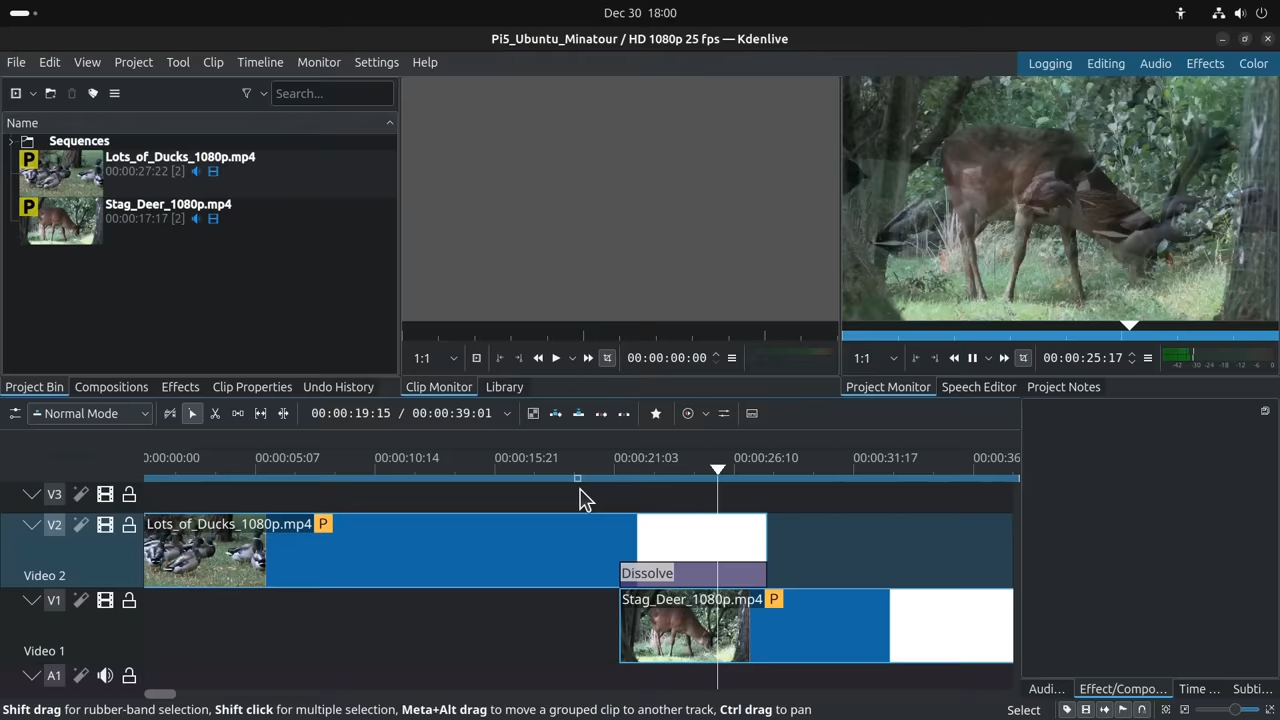 Dec 30 18:00
Pi5_Ubuntu_Minatour / HD 1080p 25 fps — Kdenlive
File Edit View Project Tool Clip Timeline Monitor Settings Help
Logging Editing Audio Effects Color
Search...
Name
Sequences
P Lots_of_Ducks_1080p.mp4
00:00:27:22 [2]
P Stag_Deer_1080p.mp4
00:00:17:17 [2]
1:1 00:00:00:00
1:1 00:00:25:17
-42 -30 -24 -18 -12 -6 0
Project Bin Compositions Effects Clip Properties Undo History
Clip Monitor Library
Project Monitor Speech Editor Project Notes
Normal Mode 00:00:19:15 / 00:00:39:01
):00:00:00 00:00:05:07 00:00:10:14 00:00:15:21 00:00:21:03 00:00:26:10 00:00:31:17 00:00:36
V3
V2 Lots_of_Ducks_1080p.mp4 P
Video 2 Dissolve
V1 Stag_Deer_1080p.mp4 P
Video 1
A1
Audi... Effect/Compo... Time ... Subti...
Shift drag for rubber-band selection, Shift click for multiple selection, Meta+Alt drag to move a grouped clip to another track, Ctrl drag to pan
Select